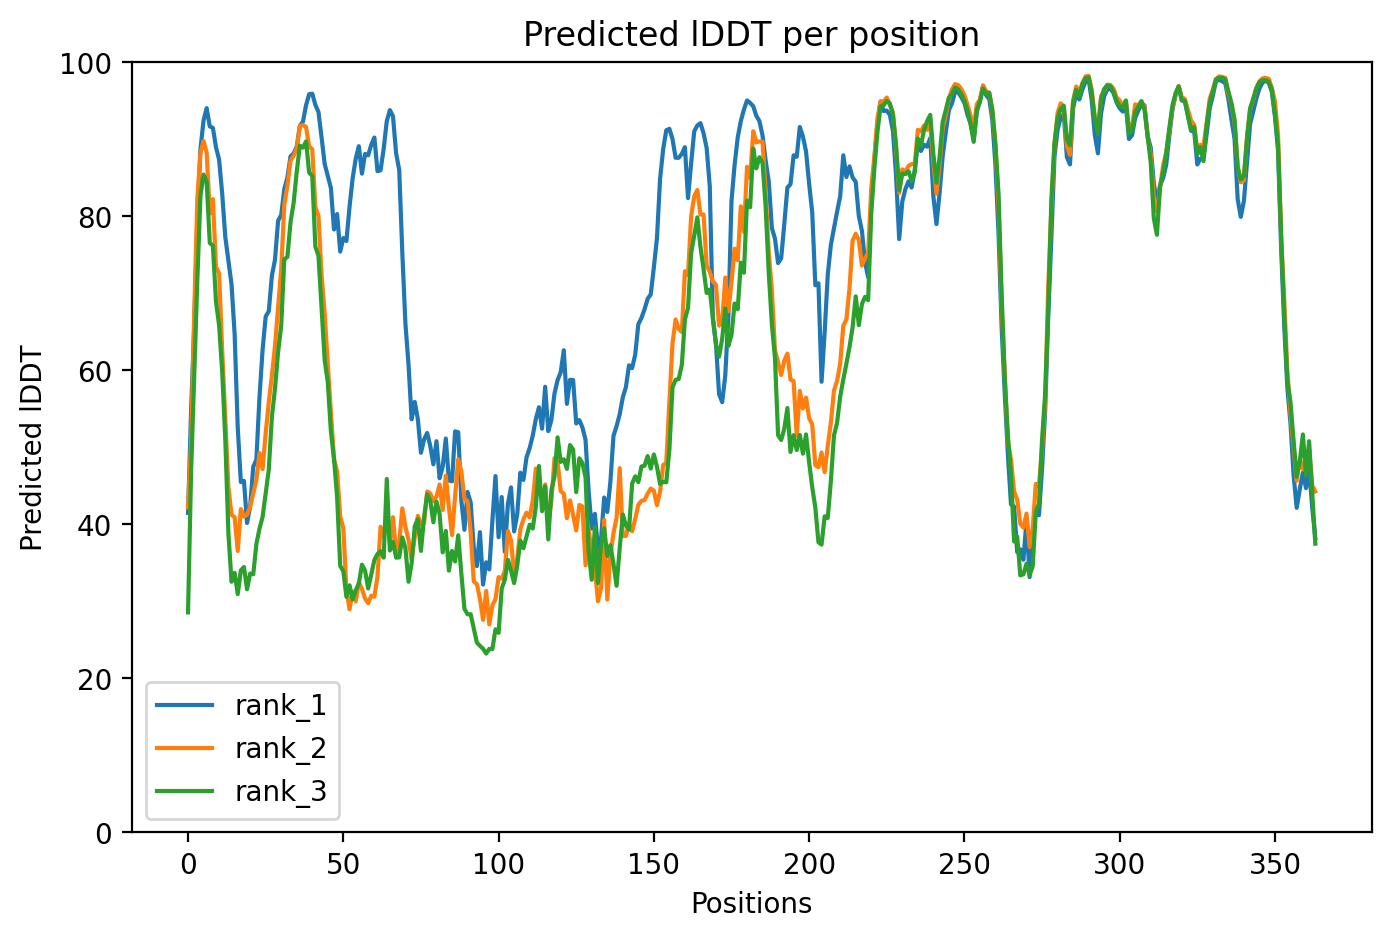 Predicted lDDT per position
100
80
60
40
20
0
Predicted lDDT
rank_1
rank_2
rank_3
0 50 100 150 200 250 300 350
Positions